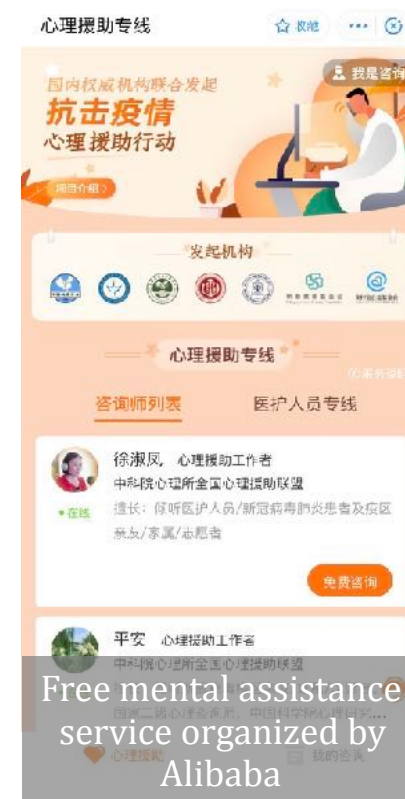 心理援助专线
收藏
我是咨询
国内权威机构联合发起
抗击疫情
心理援助行动
项目介绍
发起机构
心理援助专线
咨询师列表
医护人员专线
徐淑凤, 心理援助工作者
中科院心理所全国心理援助联盟
•在线
擅长: 倾听医护人员/新冠病毒肺炎患者及疫区
亲友/家属/志愿者
免费咨询
平安 心理援助工作者
中科院心理所全国心理援助联盟
Free mental assistance
service organized by
Alibaba
心理援助
我的咨询